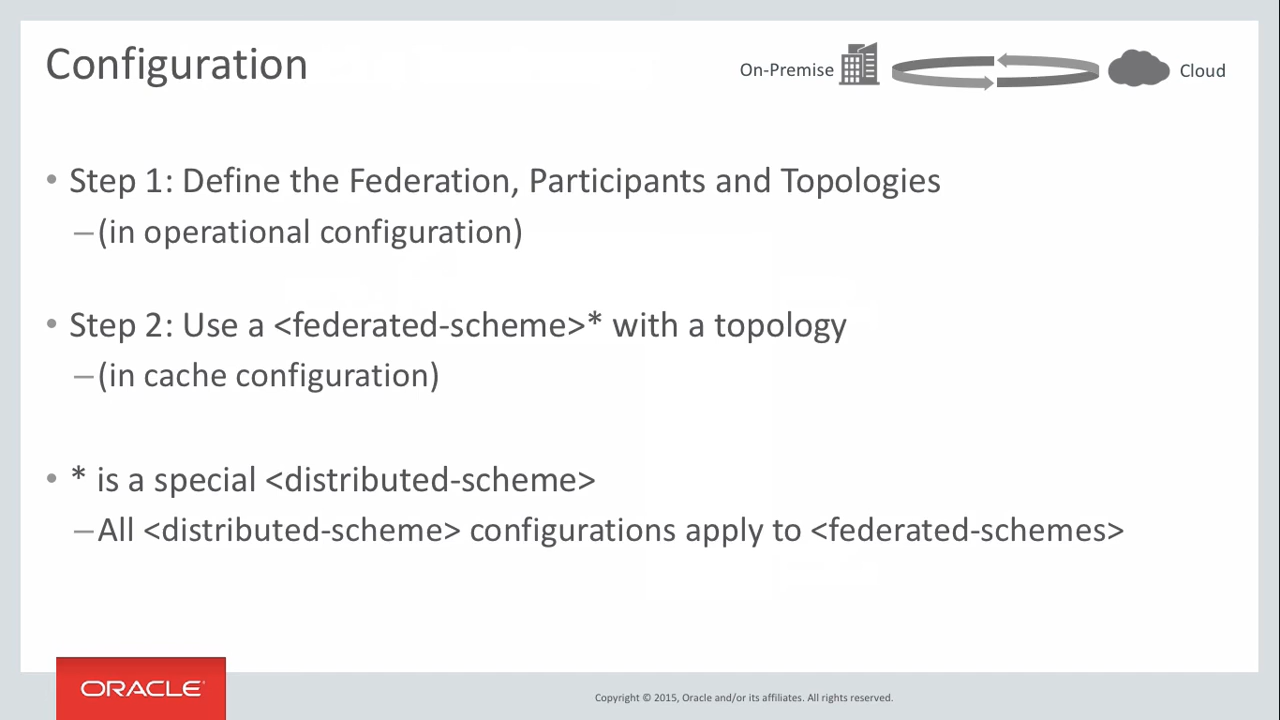 Configuration
On-Premise
Cloud
• Step 1: Define the Federation, Participants and Topologies
–(in operational configuration)
• Step 2: Use a <federated-scheme>* with a topology
–(in cache configuration)
• * is a special <distributed-scheme>
–All <distributed-scheme> configurations apply to <federated-schemes>
ORACLE
Copyright © 2015, Oracle and/or its affiliates. All rights reserved.